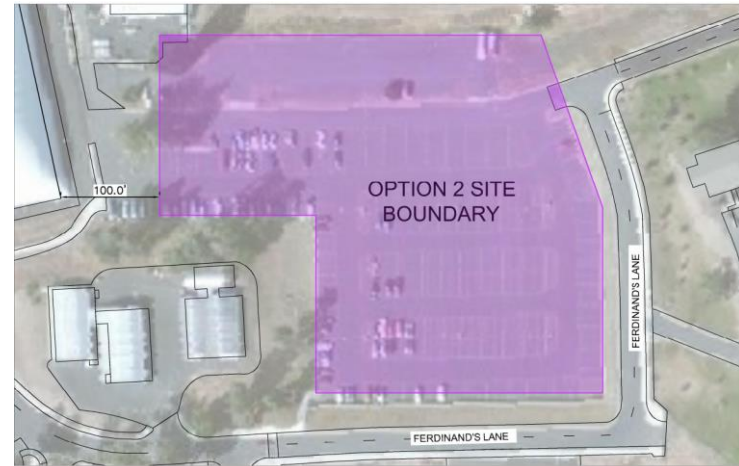 100.0'
OPTION 2 SITE
BOUNDARY
FERDINAND'S LANE
FERDINAND'S LANE